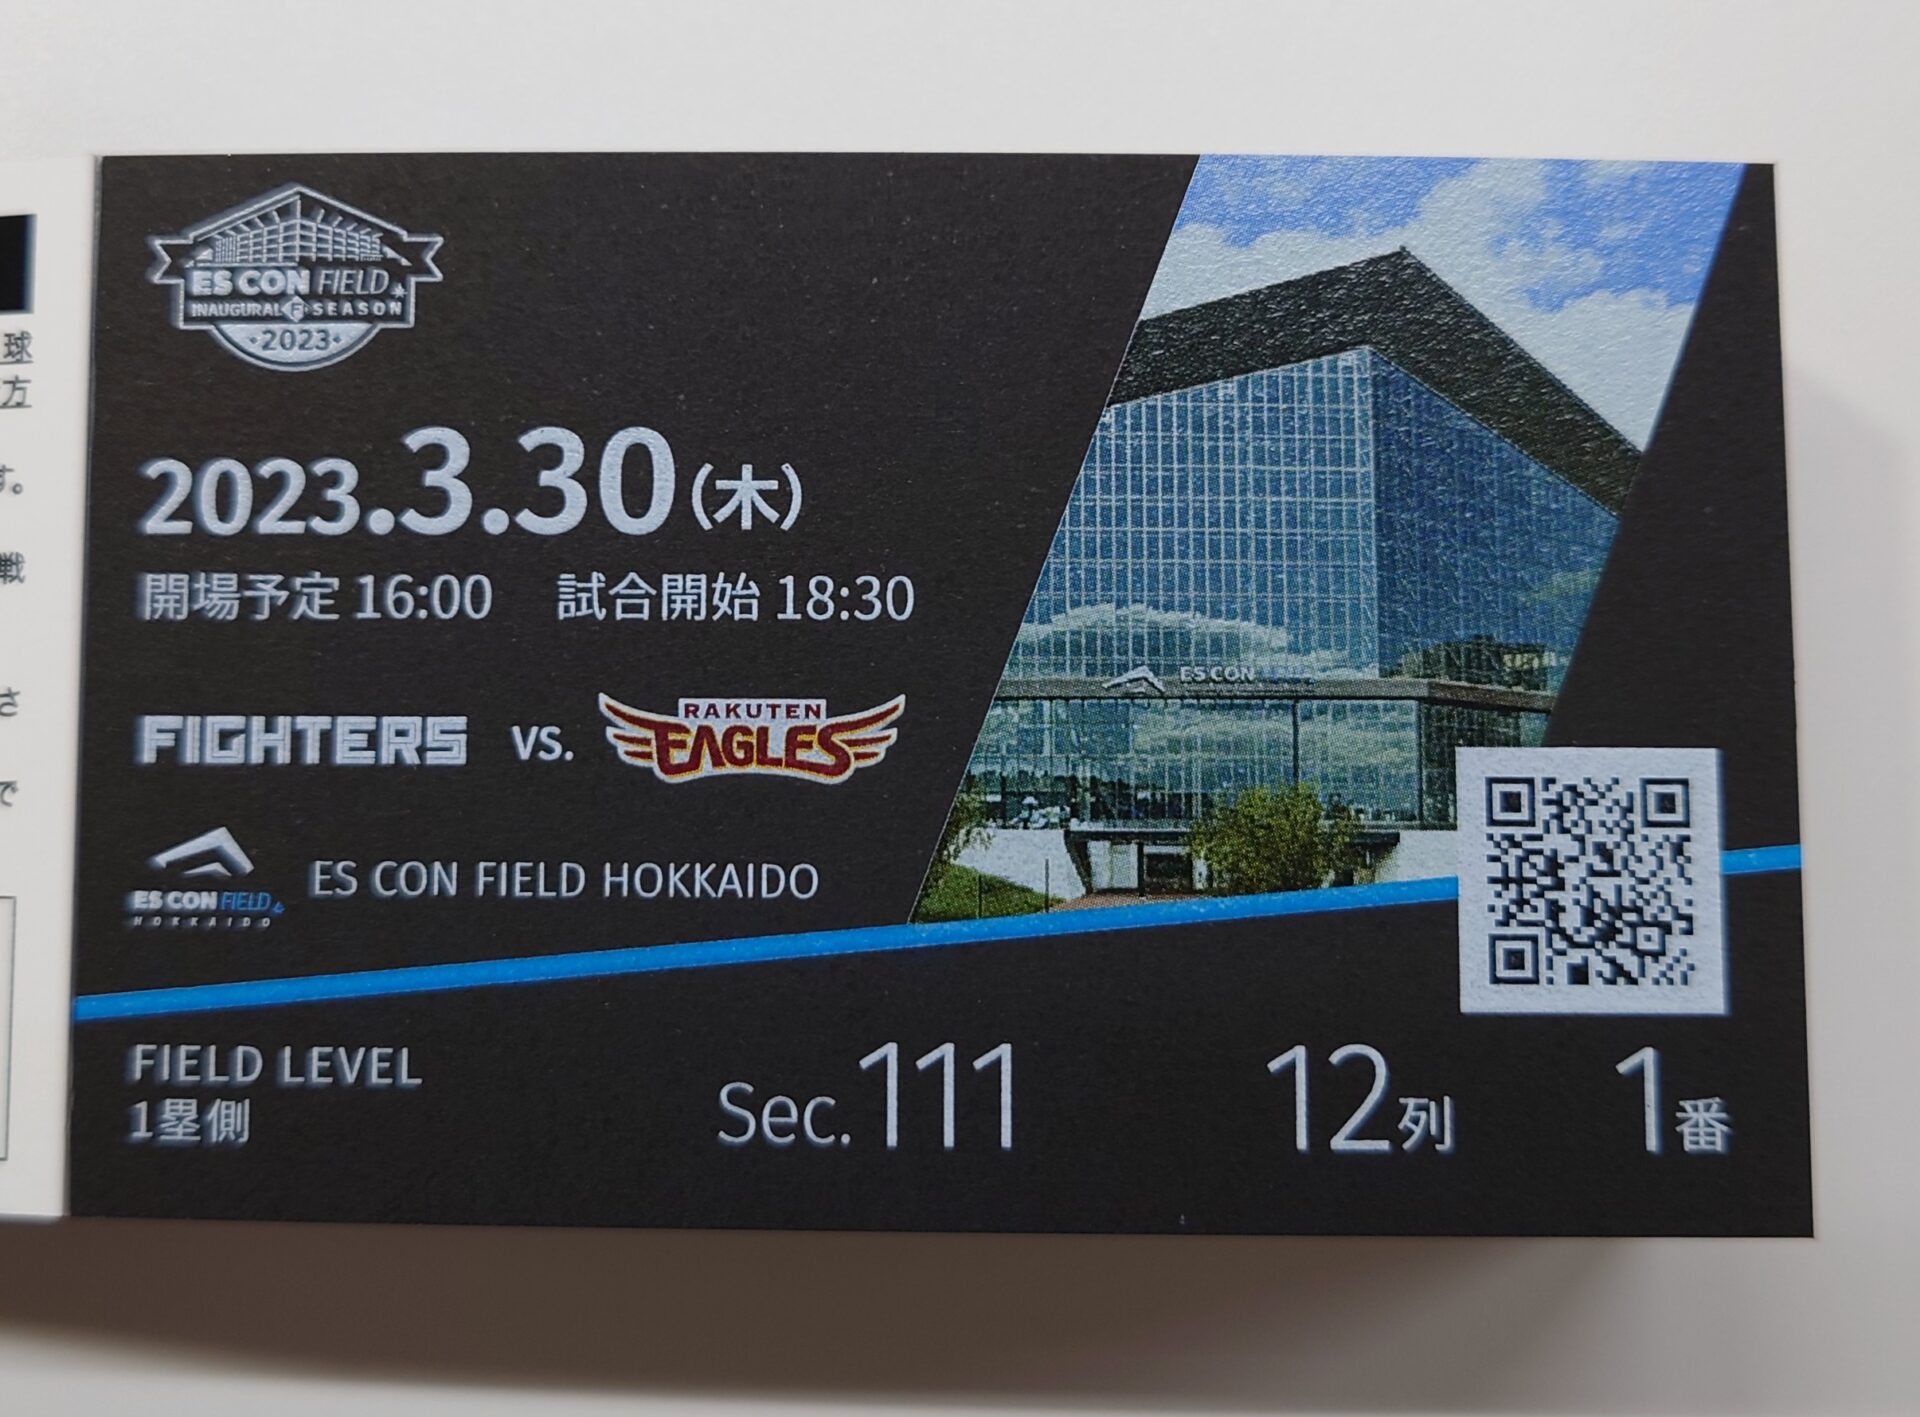 球
方
す。
戦
さ
で
ES CON FIELD
INAUGURAL F SEASON
2023
2023.3.30(木)
開場予定 16:00 試合開始 18:30
FIGHTERS vs. RAKUTEN EAGLES
ES CON
ES CON FIELD
HOKKAIDO
ES CON FIELD HOKKAIDO
FIELD LEVEL
1塁側
Sec. 111 12列 1番